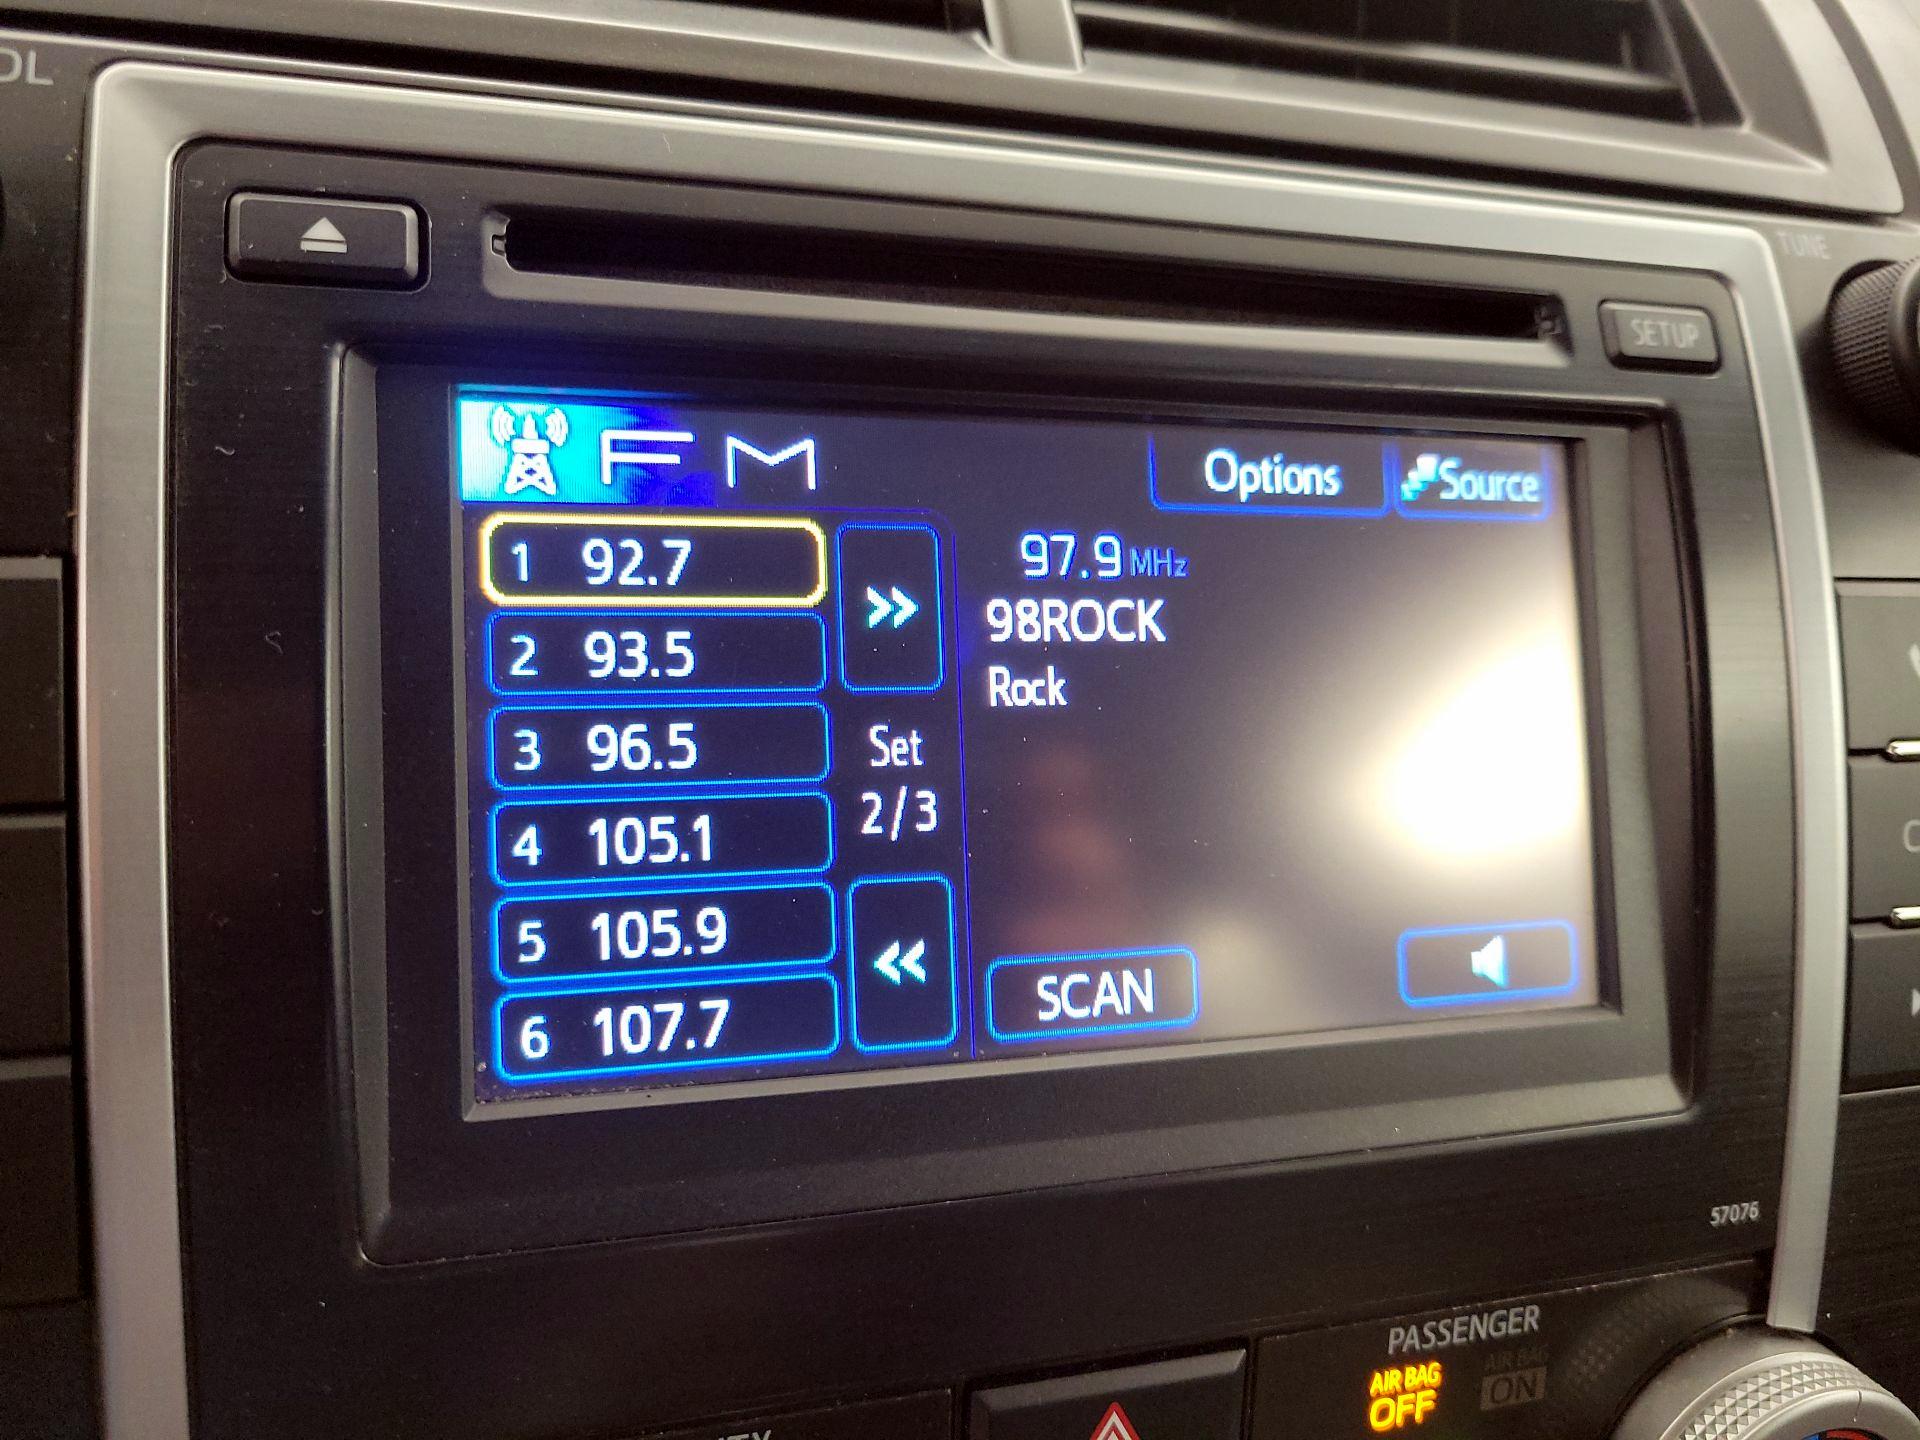 OL
TUNE
SETUP
FM
Options
Source
1 92.7
97.9 MHz
98ROCK
2 93.5
Rock
3 96.5
Set
2/3
4 105.1
5 105.9
SCAN
6 107.7
57076
PASSENGER
AIR BAG
OFF
AIR BAG
ON